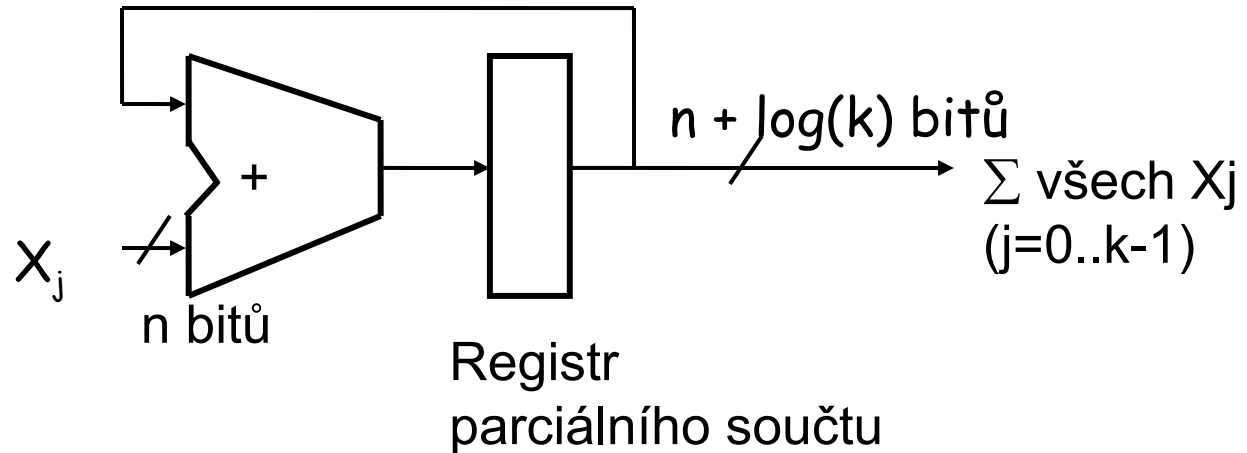 n + log(k) bitů
+
∑ všech Xj
(j=0..k-1)
Xj
n bitů
Registr
parciálního součtu